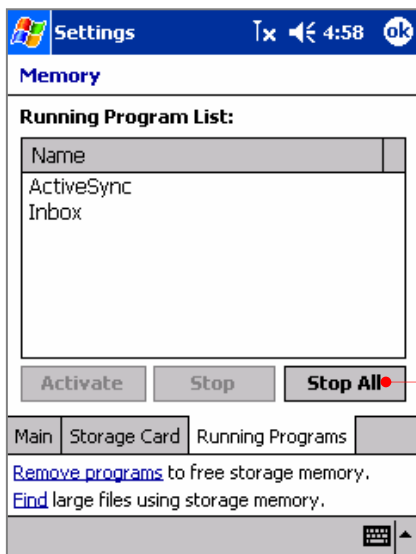 Settings 4:58 ok
Memory
Running Program List:
Name
ActiveSync
Inbox
Activate Stop Stop All
Main Storage Card Running Programs
Remove programs to free storage memory.
Find large files using storage memory.